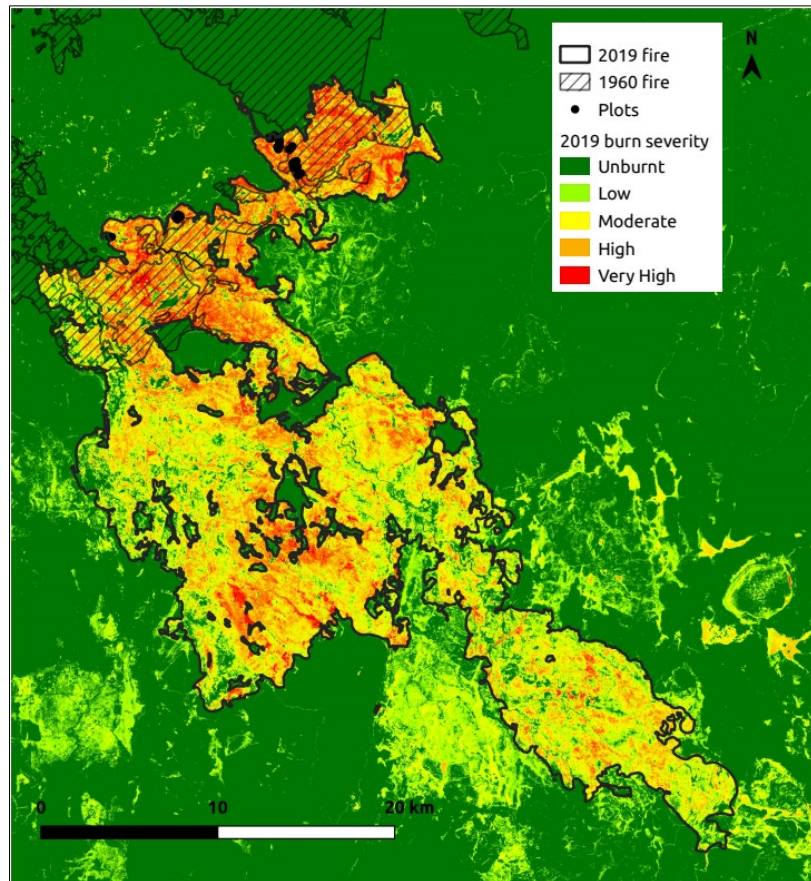 N
2019 fire
1960 fire
Plots
2019 burn severity
Unburnt
Low
Moderate
High
Very High
0 10 20 km